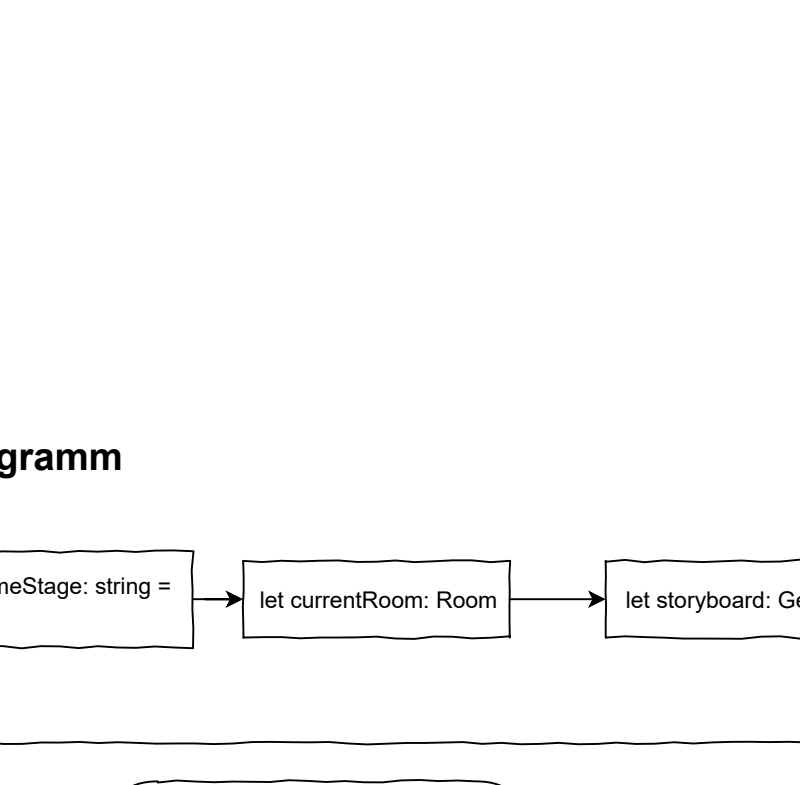 gramm
meStage: string =
let currentRoom: Room
let storyboard: Ge